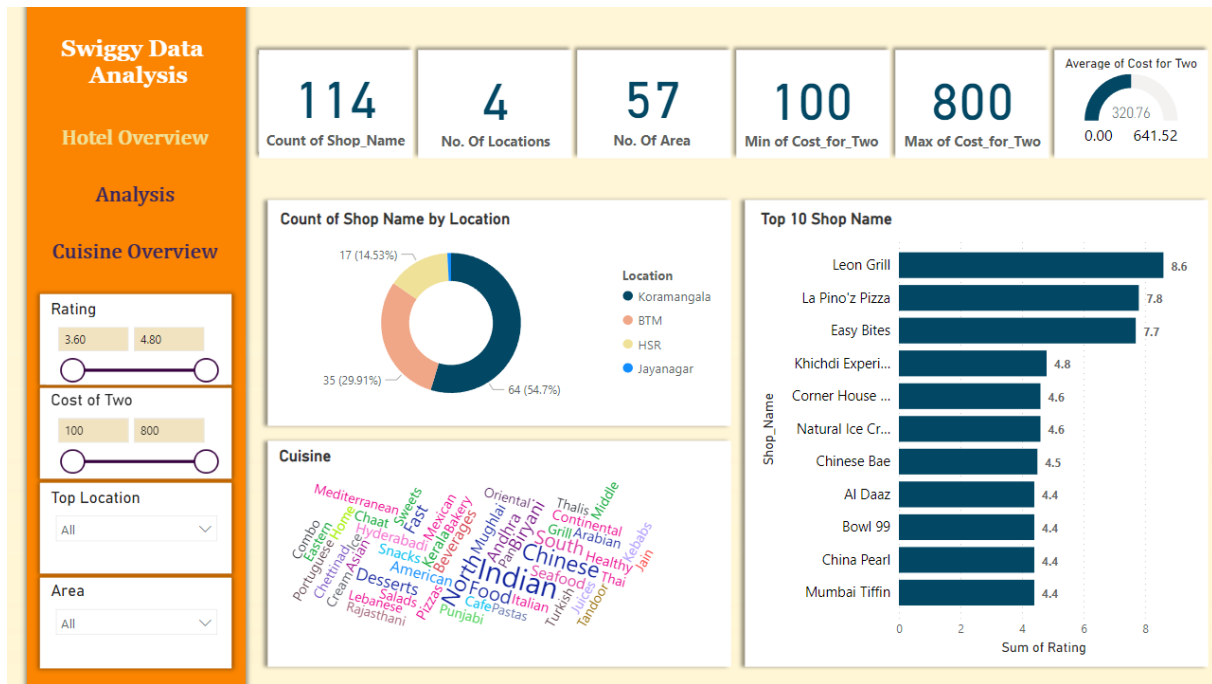 Swiggy Data
Analysis
Hotel Overview
Analysis
Cuisine Overview
Rating
3.60 4.80
Cost of Two
100 800
Top Location
All
Area
All
114
Count of Shop_Name
4
No. Of Locations
57
No. Of Area
100
Min of Cost_for_Two
800
Max of Cost_for_Two
Average of Cost for Two
320.76
0.00 641.52
Count of Shop Name by Location
17 (14.53%)
35 (29.91%)
64 (54.7%)
Location
Koramangala
BTM
HSR
Jayanagar
Cuisine
Mediterranean
Sweets
Combo
Eastern
Home
Chaat
Fast
Mexican
Bakery
Oriental
Thalis
Middle
Portuguese
Chettinad
Ice
Asian
Hyderabadi
Snacks
Kerala
Beverages
Mughlai
Andhra
Pan
Biryani
Continental
Grill
Arabian
South
Healthy
Kebabs
Jain
Cream
Desserts
American
North
Indian
Chinese
Seafood
Thai
Lebanese
Salads
Rajasthani
Pizzas
Punjabi
Food
Cafe
Pastas
Italian
Turkish
Juices
Tandoor
Top 10 Shop Name
Shop_Name
Leon Grill 8.6
La Pino'z Pizza 7.8
Easy Bites 7.7
Khichdi Experi... 4.8
Corner House ... 4.6
Natural Ice Cr... 4.6
Chinese Bae 4.5
Al Daaz 4.4
Bowl 99 4.4
China Pearl 4.4
Mumbai Tiffin 4.4
0 2 4 6 8
Sum of Rating